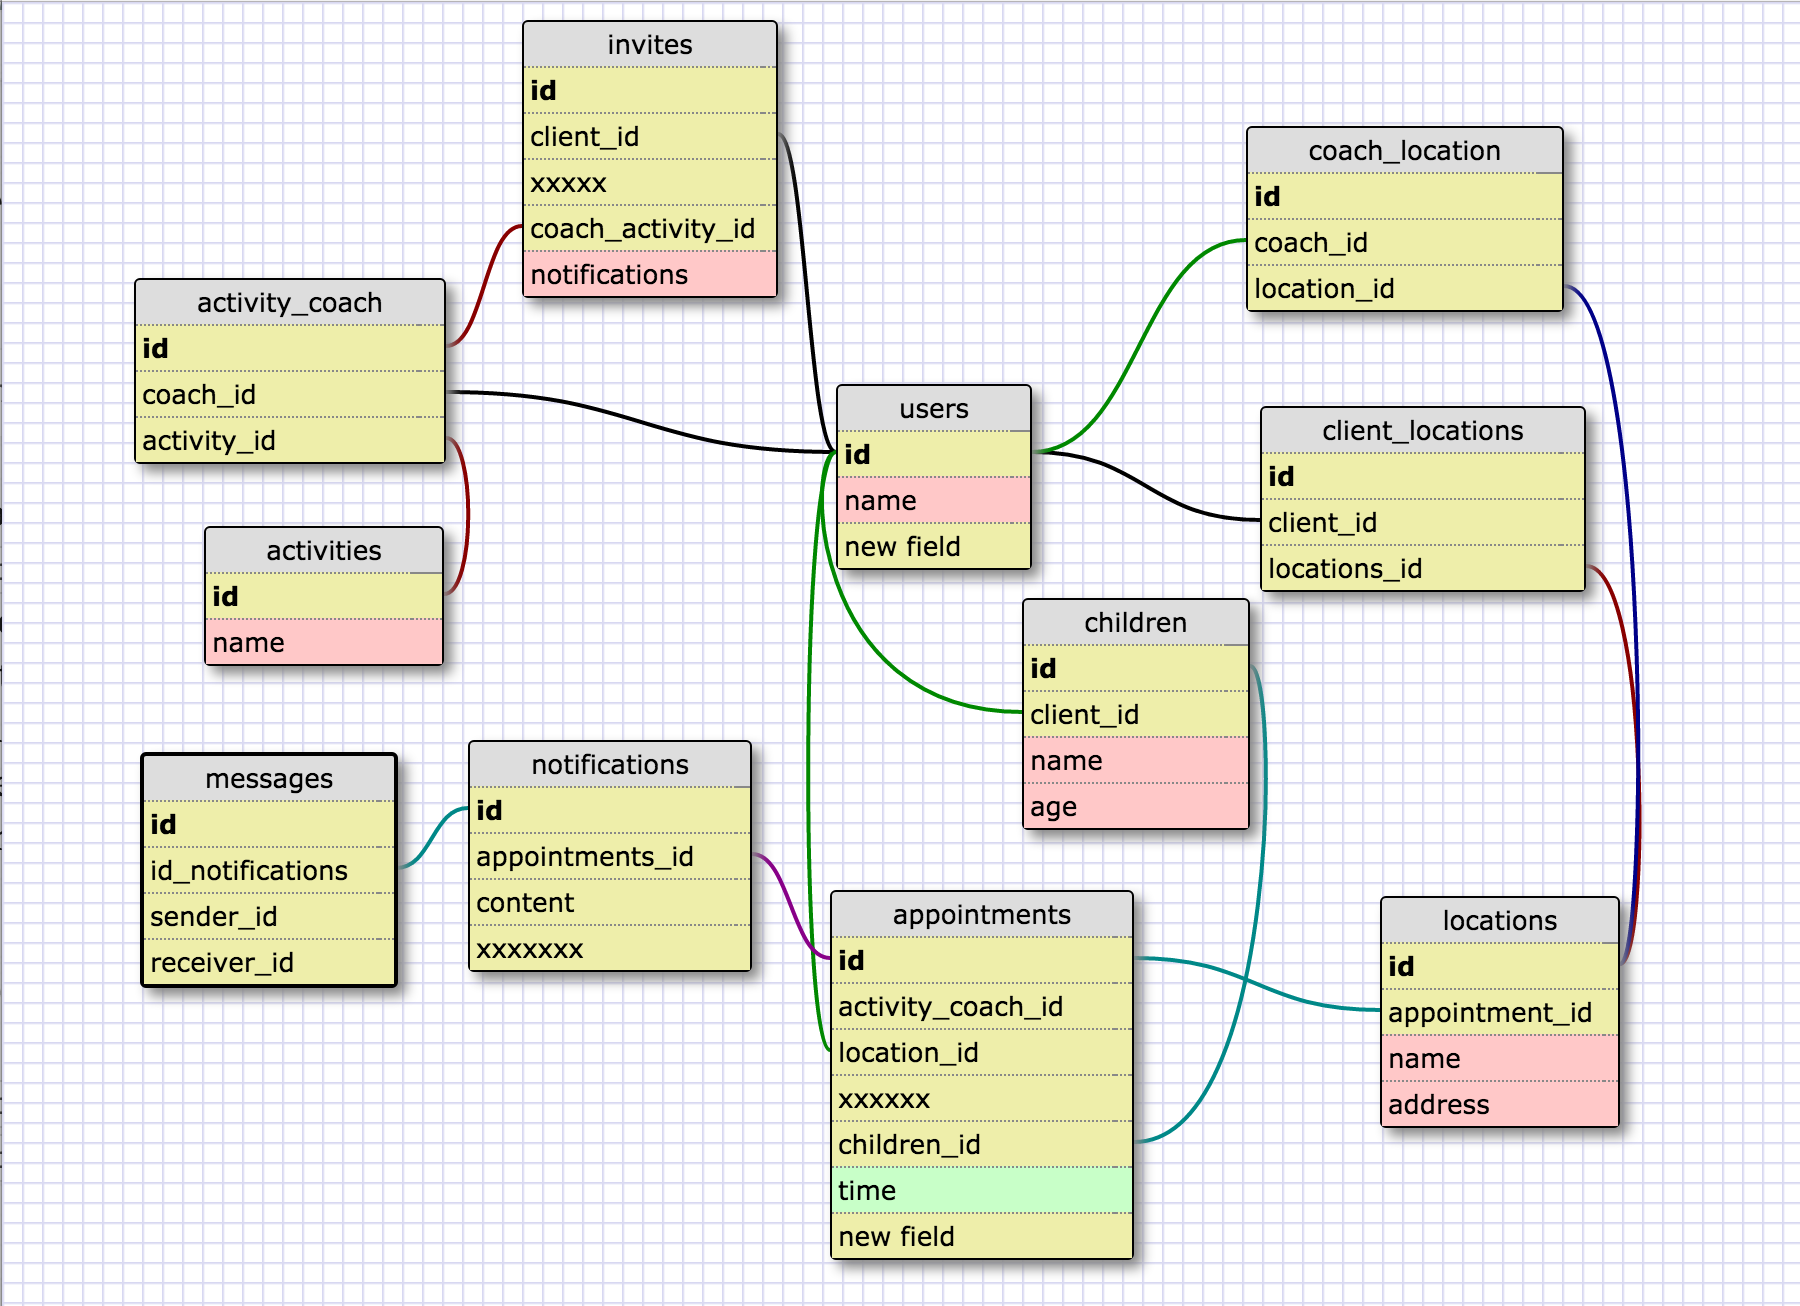 invites
id
client_id
xxxxx
coach_activity_id
notifications
coach_location
id
coach_id
location_id
activity_coach
id
coach_id
activity_id
users
id
name
new field
client_locations
id
client_id
locations_id
activities
id
name
children
id
client_id
name
age
messages
id
id_notifications
sender_id
receiver_id
notifications
id
appointments_id
content
xxxxxxx
appointments
id
activity_coach_id
location_id
xxxxxx
children_id
time
new field
locations
id
appointment_id
name
address